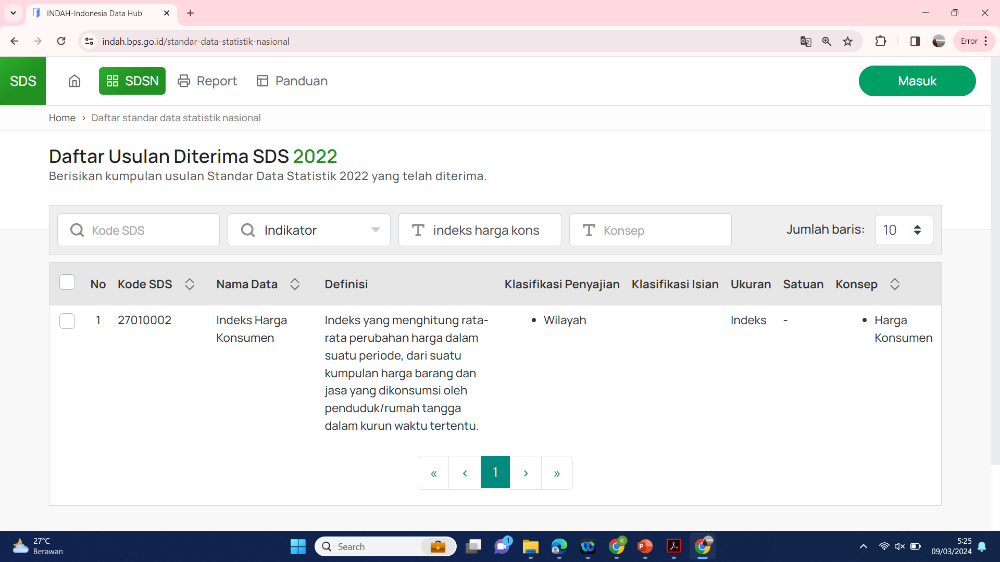 INDAH-Indonesia Data Hub
indah.bps.go.id/standar-data-statistik-nasional
Error
SDS
SDSN
Report
Panduan
Masuk
Home > Daftar standar data statistik nasional
Daftar Usulan Diterima SDS 2022
Berisikan kumpulan usulan Standar Data Statistik 2022 yang telah diterima.
Kode SDS
Indikator
indeks harga kons
Konsep
Jumlah baris:
10
No Kode SDS Nama Data Definisi Klasifikasi Penyajian Klasifikasi Isian Ukuran Satuan Konsep
1 27010002 Indeks Harga Indeks yang menghitung rata- • Wilayah Indeks - • Harga
Konsumen rata perubahan harga dalam Konsumen
suatu periode, dari suatu
kumpulan harga barang dan
jasa yang dikonsumsi oleh
penduduk/rumah tangga
dalam kurun waktu tertentu.
« ‹ 1 › »
27°C
Berawan
Search
1
K
P
5:25
09/03/2024